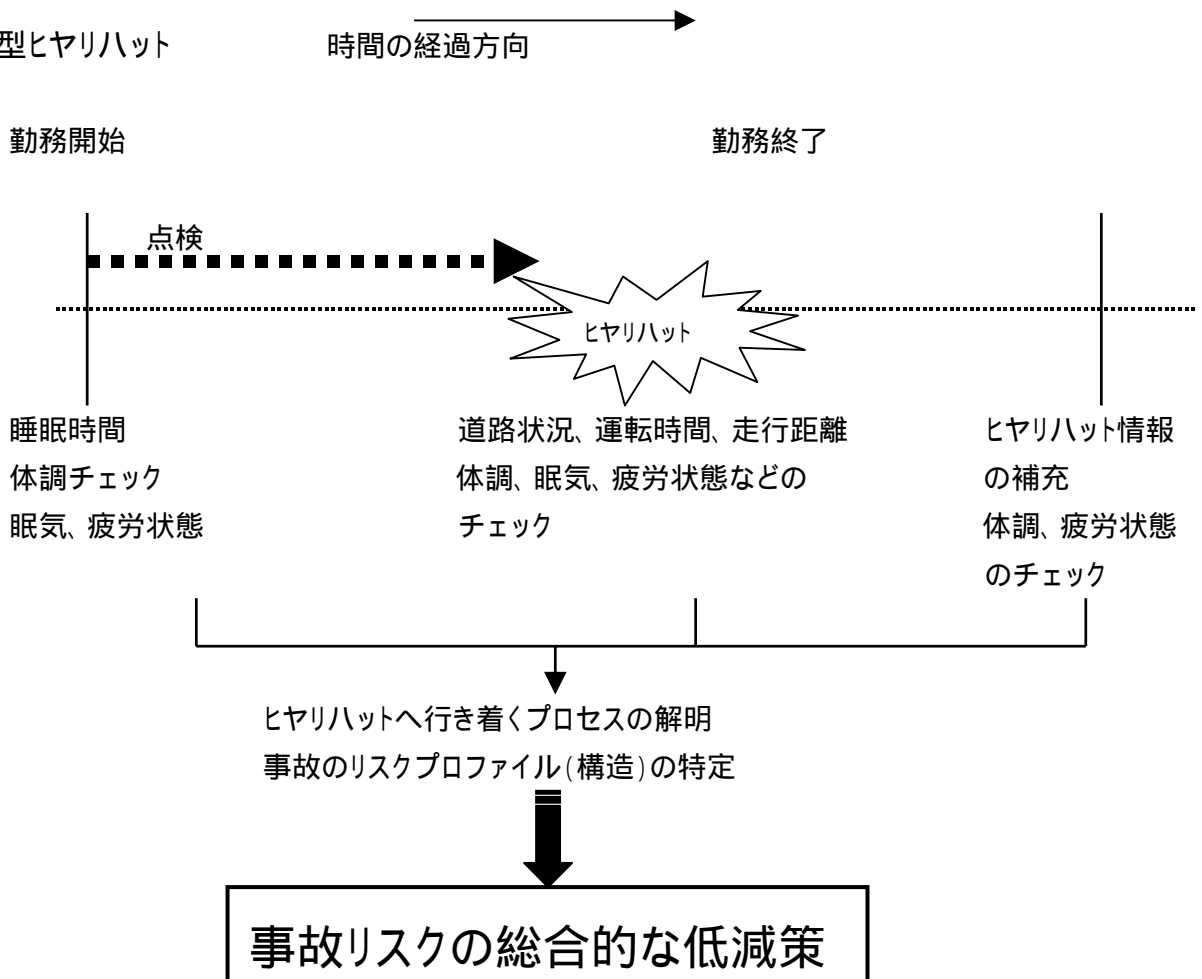 型ヒヤリハット
時間の経過方向
勤務開始
勤務終了
点検
ヒヤリハット
睡眠時間
体調チェック
眠気、疲労状態
道路状況、運転時間、走行距離
体調、眠気、疲労状態などの
チェック
ヒヤリハット情報
の補充
体調、疲労状態
のチェック
ヒヤリハットへ行き着くプロセスの解明
事故のリスクプロファイル(構造)の特定
事故リスクの総合的な低減策